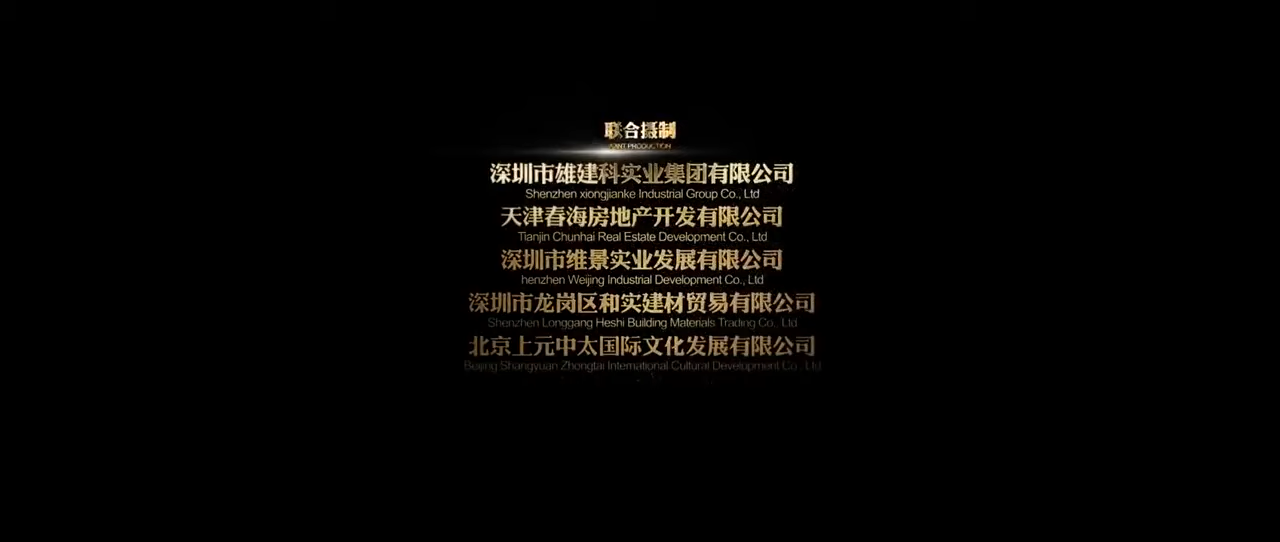 联合摄制
JOINT PRODUCTION
深圳市雄建科实业集团有限公司
Shenzhen xiongjianke Industrial Group Co., Ltd
天津春海房地产开发有限公司
Tianjin Chunhai Real Estate Development Co., Ltd
深圳市维景实业发展有限公司
henzhen Weijing Industrial Development Co., Ltd
深圳市龙岗区和实建材贸易有限公司
Shenzhen Longgang Heshi Building Materials Trading Co., Ltd
北京上元中太国际文化发展有限公司
Beijing Shangyuan Zhongtai International Cultural Development Co., Ltd